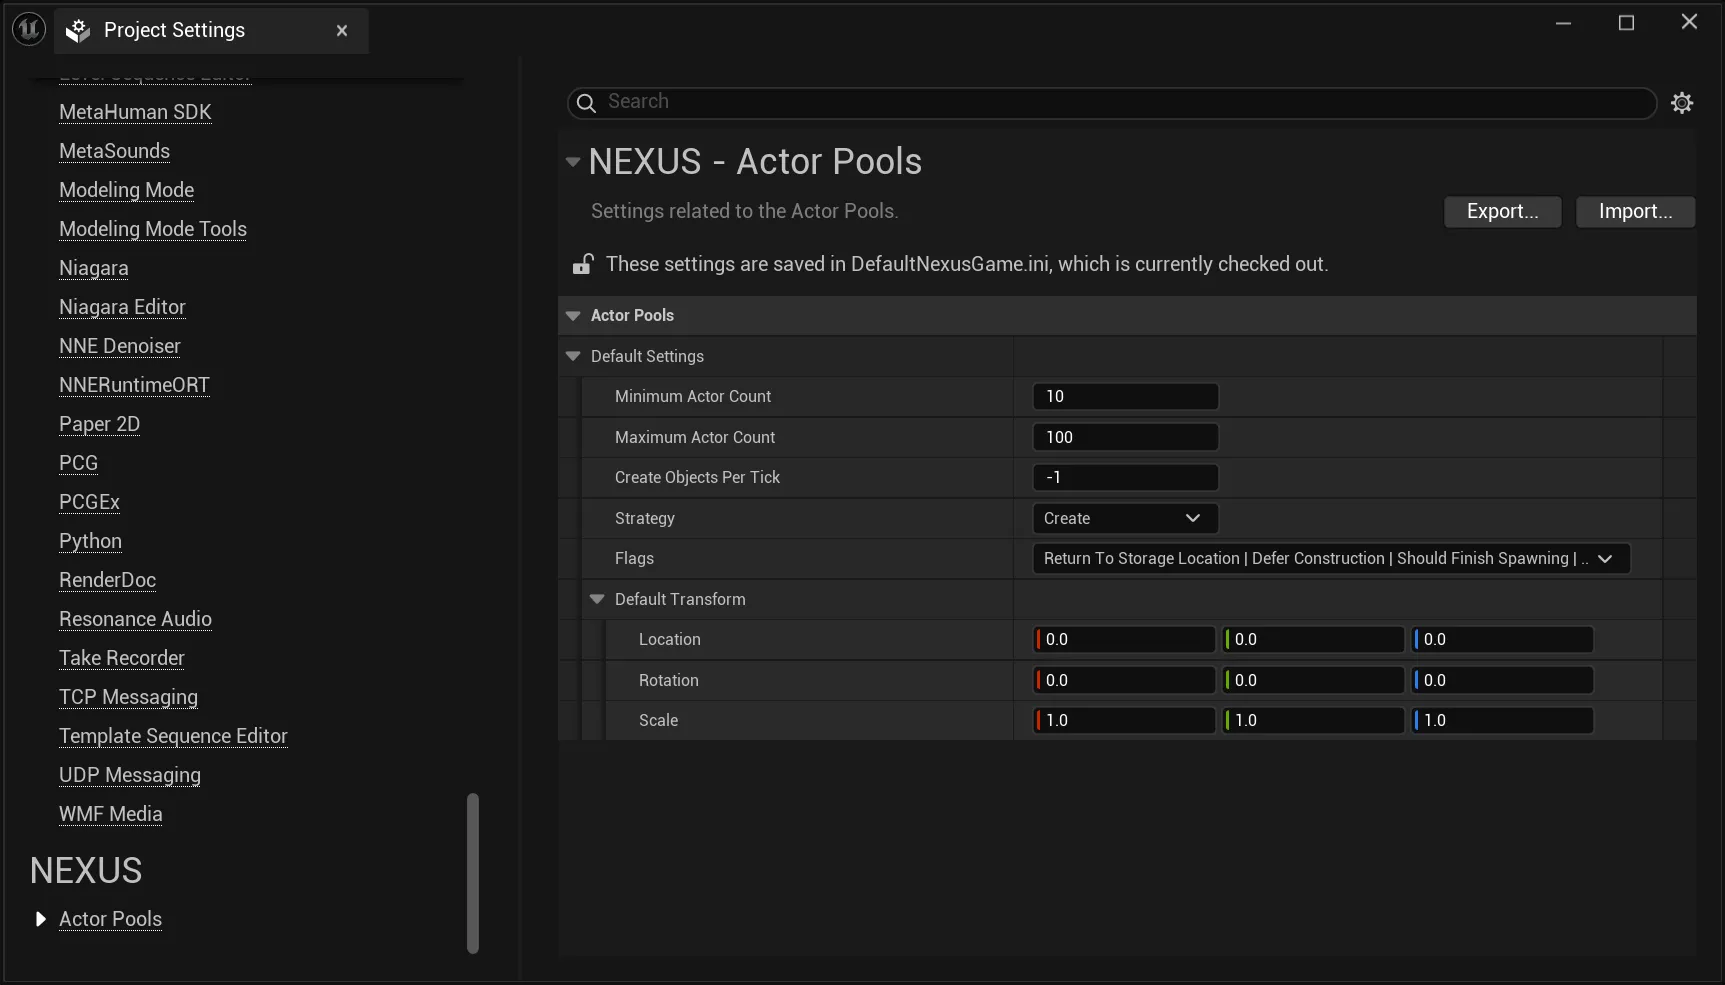 Project Settings
Level Sequence Editor
MetaHuman SDK
MetaSounds
Modeling Mode
Modeling Mode Tools
Niagara
Niagara Editor
NNE Denoiser
NNERuntimeORT
Paper 2D
PCG
PCGEx
Python
RenderDoc
Resonance Audio
Take Recorder
TCP Messaging
Template Sequence Editor
UDP Messaging
WMF Media
NEXUS
Actor Pools
Search
NEXUS - Actor Pools
Settings related to the Actor Pools.
Export...
Import...
These settings are saved in DefaultNexusGame.ini, which is currently checked out.
Actor Pools
Default Settings
Minimum Actor Count 10
Maximum Actor Count 100
Create Objects Per Tick -1
Strategy Create
Flags Return To Storage Location | Defer Construction | Should Finish Spawning | ..
Default Transform
Location 0.0 0.0 0.0
Rotation 0.0 0.0 0.0
Scale 1.0 1.0 1.0